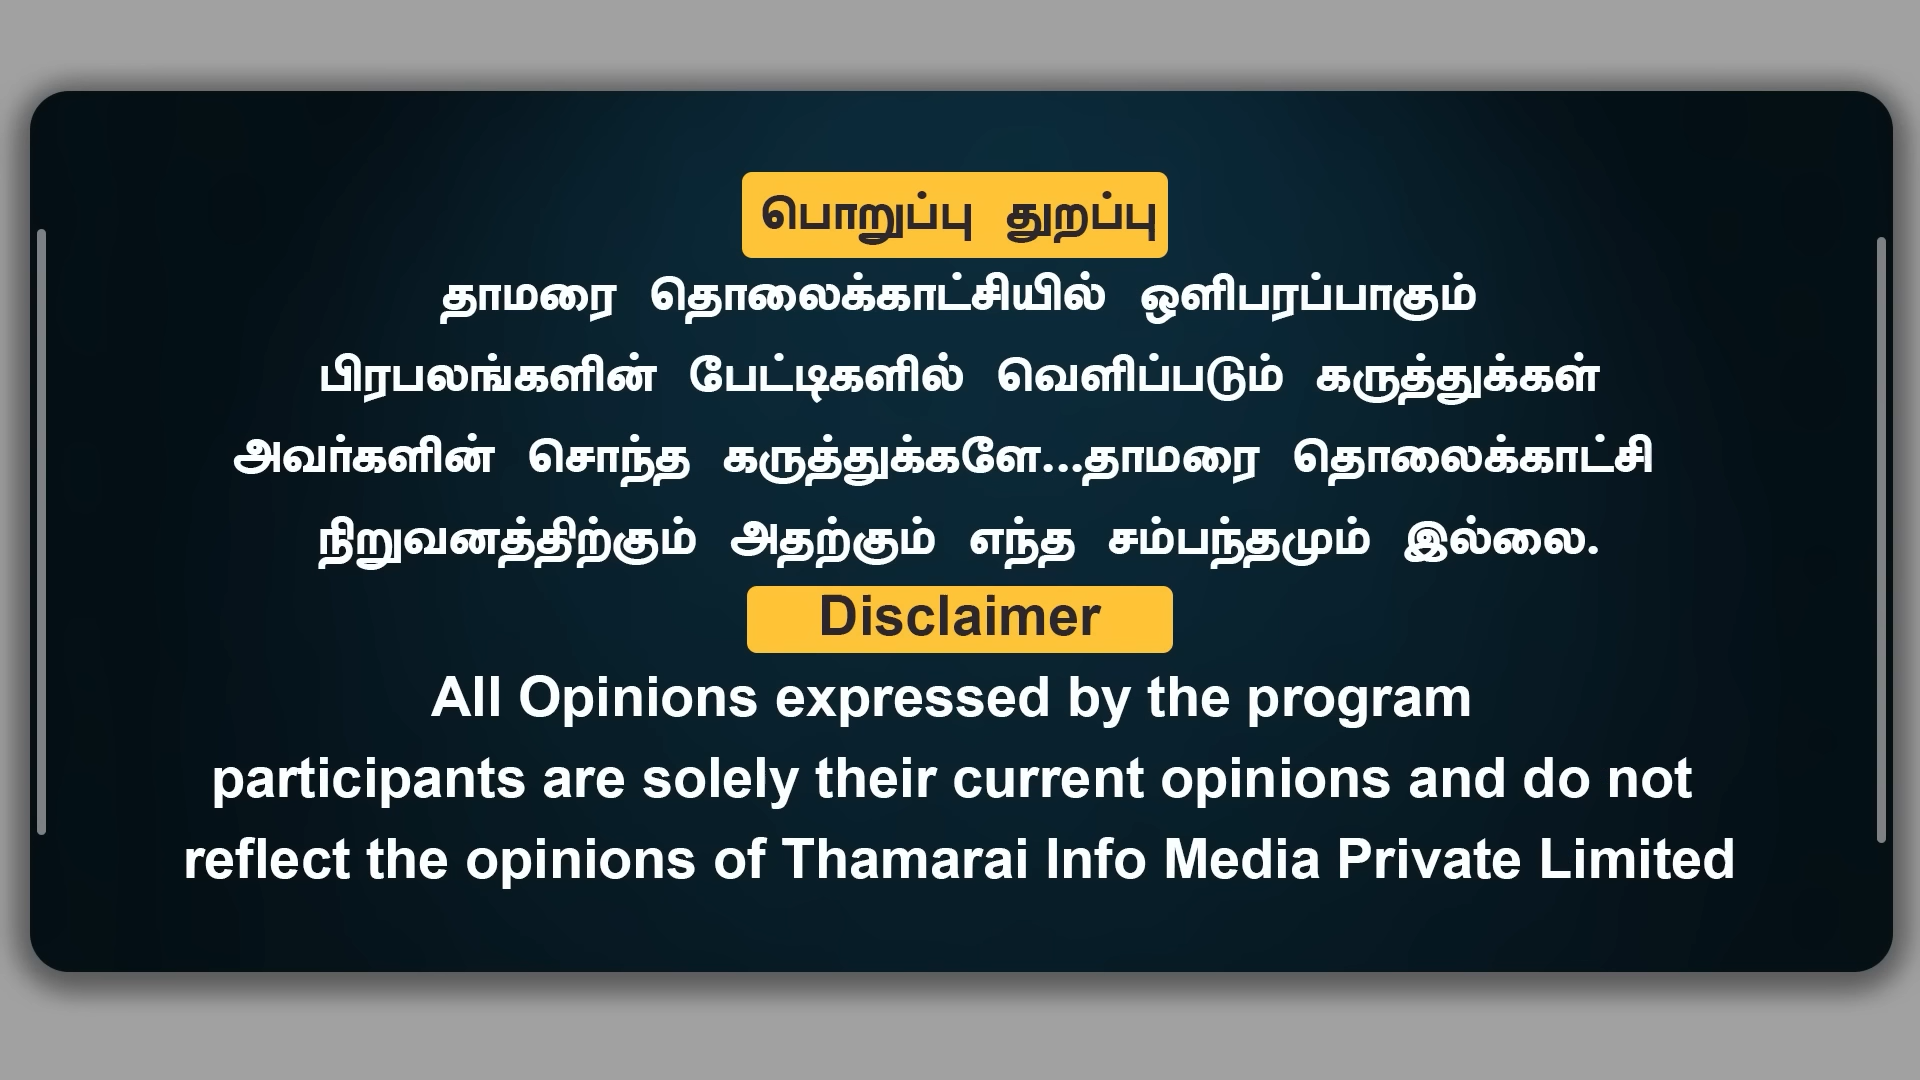 பொறுப்பு துறப்பு
தாமரை தொலைக்காட்சியில் ஒளிபரப்பாகும்
பிரபலங்களின் பேட்டிகளில் வெளிப்படும் கருத்துக்கள்
அவர்களின் சொந்த கருத்துக்களே...தாமரை தொலைக்காட்சி
நிறுவனத்திற்கும் அதற்கும் எந்த சம்பந்தமும் இல்லை.
Disclaimer
All Opinions expressed by the program
participants are solely their current opinions and do not
reflect the opinions of Thamarai Info Media Private Limited